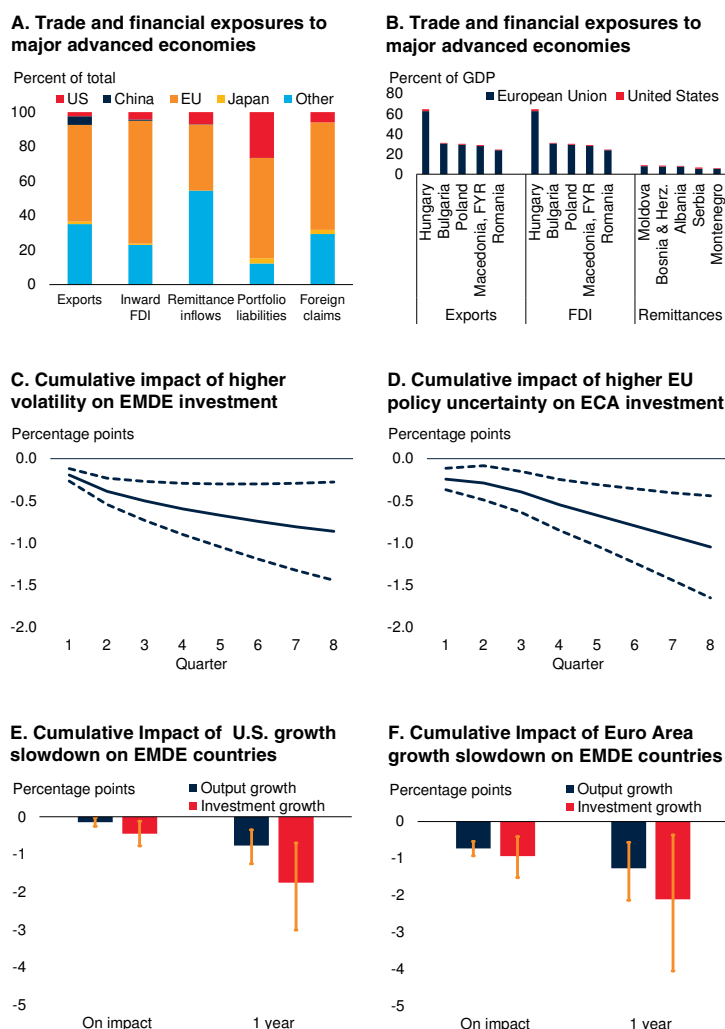 A. Trade and financial exposures to
major advanced economies
Percent of total
US China EU Japan Other
100
80
60
40
20
0
Exports Inward FDI Remittance inflows Portfolio liabilities Foreign claims
B. Trade and financial exposures to
major advanced economies
Percent of GDP
European Union United States
80
60
40
20
0
Hungary
Bulgaria
Poland
Macedonia, FYR
Romania
Hungary
Bulgaria
Poland
Macedonia, FYR
Romania
Moldova
Bosnia & Herz.
Albania
Serbia
Montenegro
Exports FDI Remittances
C. Cumulative impact of higher
volatility on EMDE investment
Percentage points
0.0
-0.5
-1.0
-1.5
-2.0
1 2 3 4 5 6 7 8
Quarter
D. Cumulative impact of higher EU
policy uncertainty on ECA investment
Percentage points
0.0
-0.5
-1.0
-1.5
-2.0
1 2 3 4 5 6 7 8
Quarter
E. Cumulative Impact of U.S. growth
slowdown on EMDE countries
Percentage points
Output growth
Investment growth
0
-1
-2
-3
-4
-5
On impact 1 year
F. Cumulative Impact of Euro Area
growth slowdown on EMDE countries
Percentage points
Output growth
Investment growth
0
-1
-2
-3
-4
-5
On impact 1 year